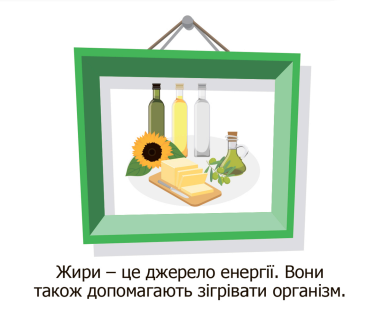 Жири – це джерело енергії. Вони
також допомагають зігрівати організм.